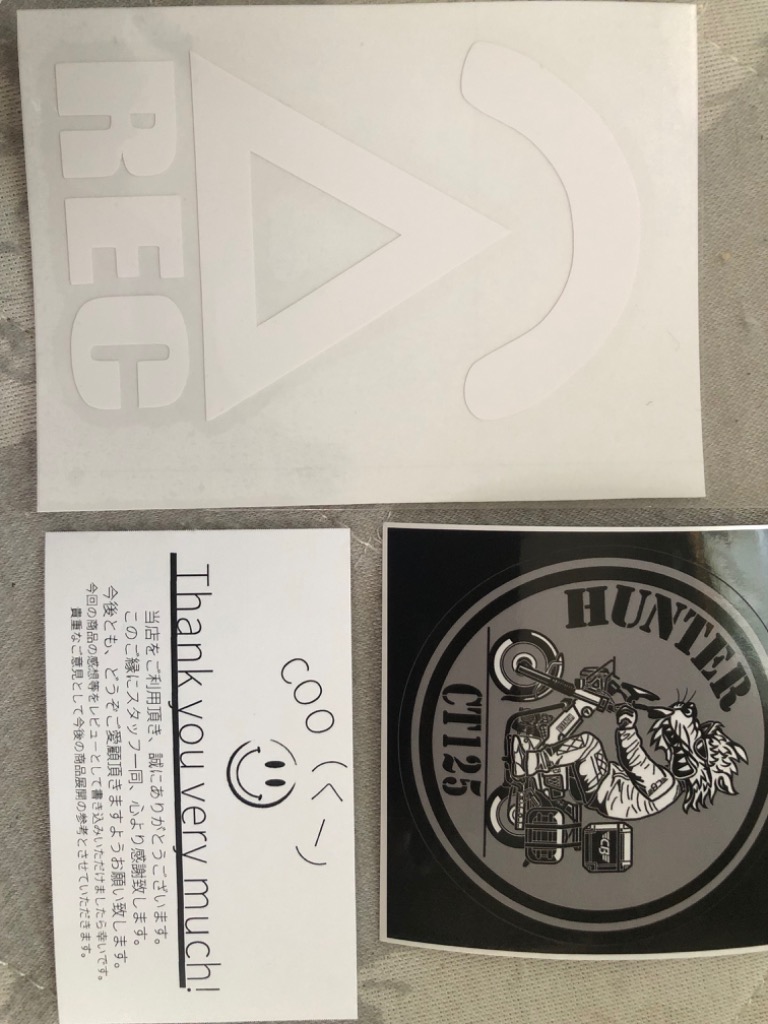 REC
coo (くー)
Thank you very much!
当店をご利用頂き、誠にありがとうございます。
このご縁にスタッフ一同、心より感謝致します。
今後とも、どうぞご愛顧頂きますようお願い致します。
今回の商品の感想等をレビューとして書き込みいただけましたら幸いです。
貴重なご意見として今後の商品展開の参考とさせていただきます。
HUNTER
CT125